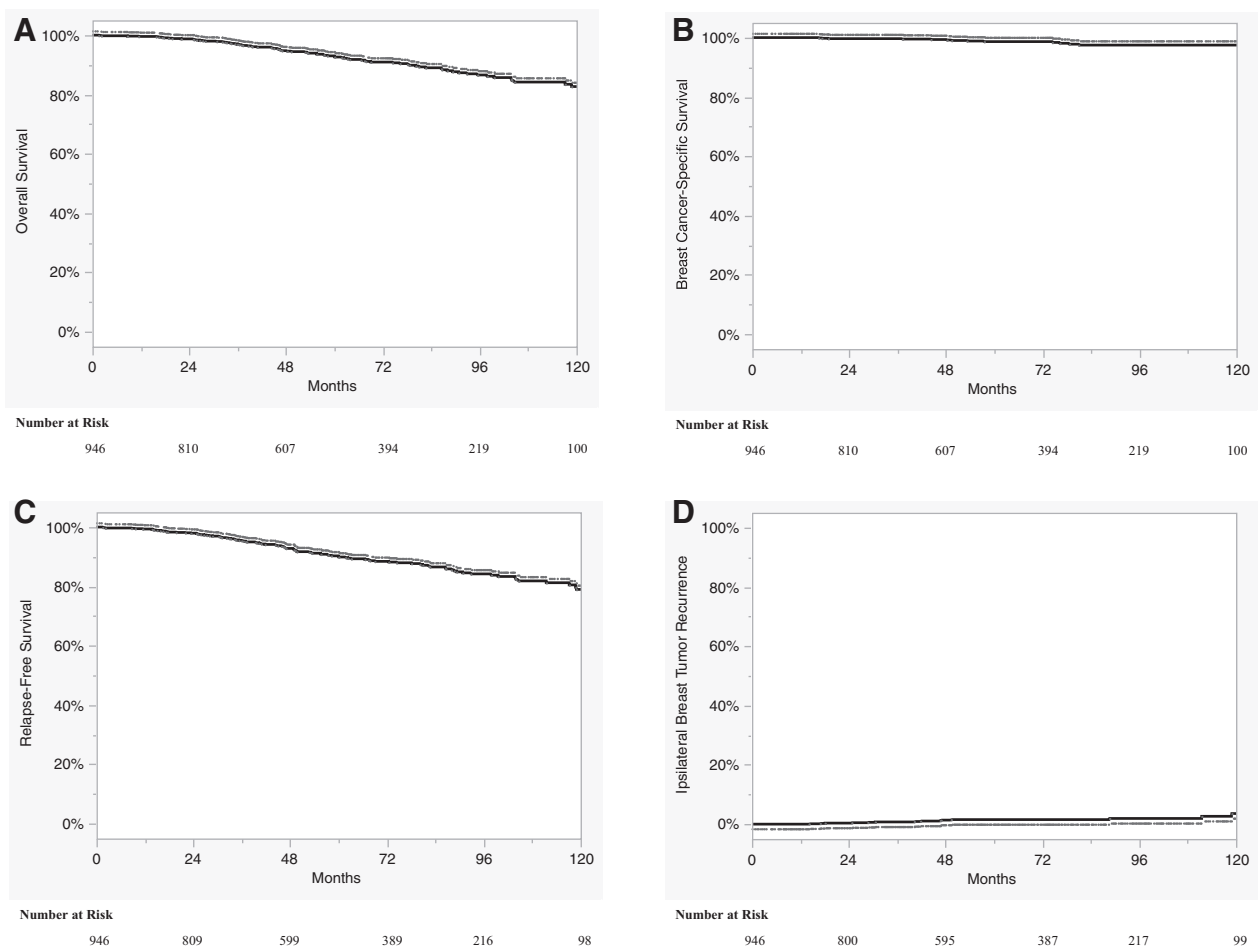 A
Overall Survival
100%
80%
60%
40%
20%
0%
0 24 48 72 96 120
Months
Number at Risk
946 810 607 394 219 100
B
Breast Cancer-Specific Survival
100%
80%
60%
40%
20%
0%
0 24 48 72 96 120
Months
Number at Risk
946 810 607 394 219 100
C
Relapse-Free Survival
100%
80%
60%
40%
20%
0%
0 24 48 72 96 120
Months
Number at Risk
946 809 599 389 216 98
D
Ipsilateral Breast Tumor Recurrence
100%
80%
60%
40%
20%
0%
0 24 48 72 96 120
Months
Number at Risk
946 800 595 387 217 99